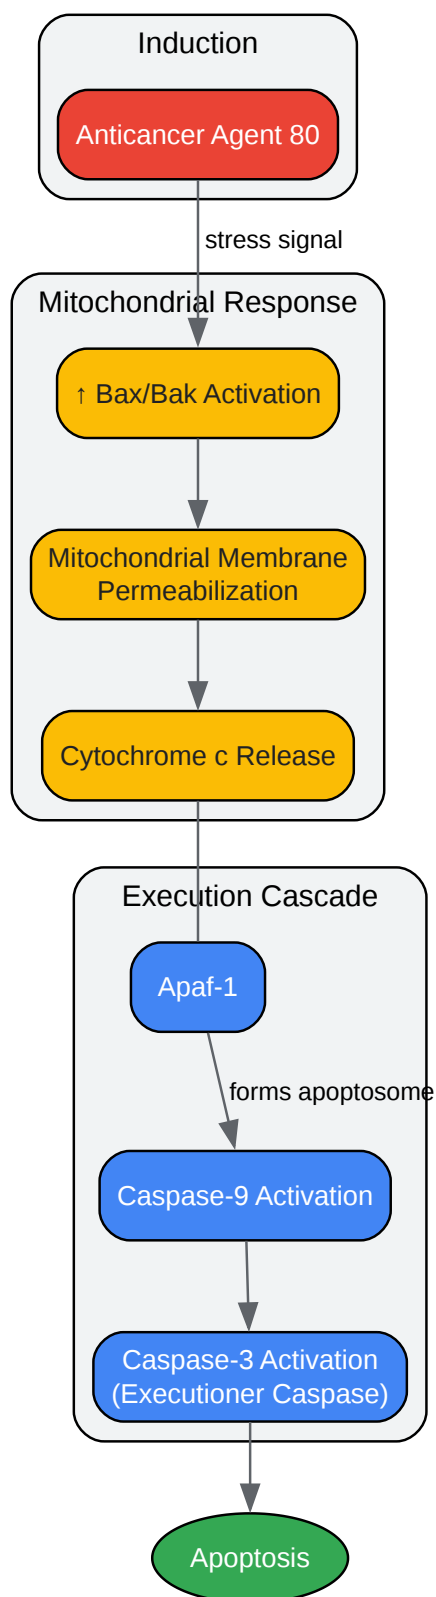 Induction
Anticancer Agent 80
stress signal
Mitochondrial Response
↑ Bax/Bak Activation
Mitochondrial Membrane
Permeabilization
Cytochrome c Release
Execution Cascade
Apaf-1
forms apoptosome
Caspase-9 Activation
Caspase-3 Activation
(Executioner Caspase)
Apoptosis